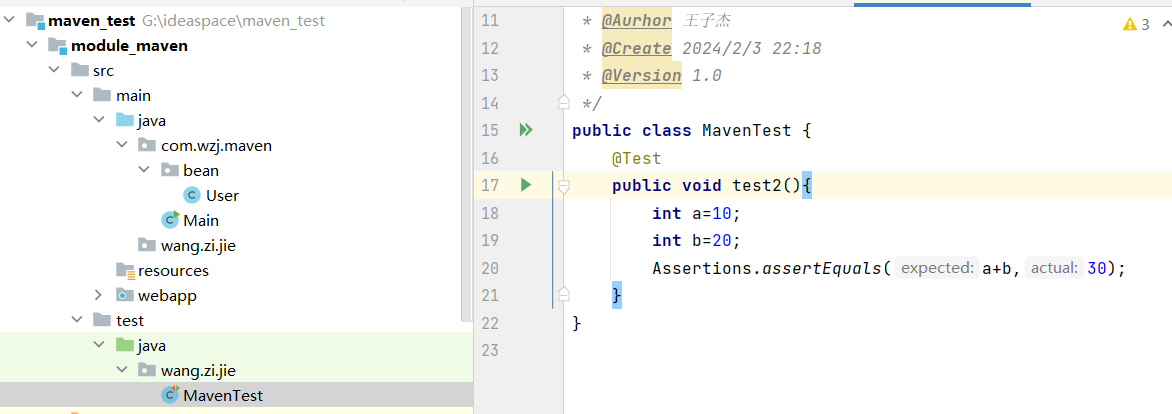 maven_test G:\ideaspace\maven_test
module_maven
src
main
java
com.wzj.maven
bean
User
Main
wang.zi.jie
resources
webapp
test
java
wang.zi.jie
MavenTest
3
11 * @Aurhor 王子杰
12 * @Create 2024/2/3 22:18
13 * @Version 1.0
14 */
15 public class MavenTest {
16 @Test
17 public void test2(){
18 int a=10;
19 int b=20;
20 Assertions.assertEquals( expected: a+b, actual: 30);
21 }
22 }
23